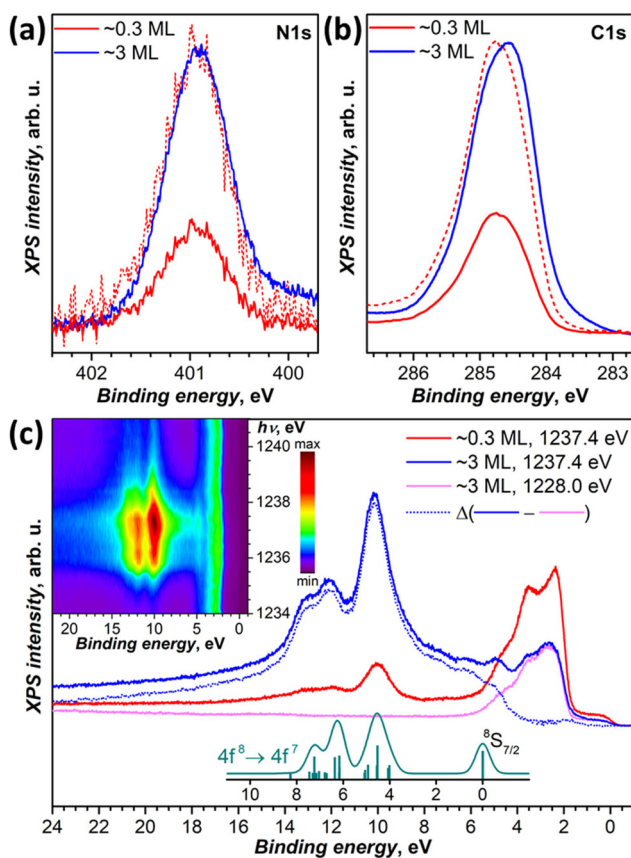 (a)
~0.3 ML
~3 ML
N1s
XPS intensity, arb. u.
402 401 400
Binding energy, eV
(b)
~0.3 ML
~3 ML
C1s
XPS intensity, arb. u.
286 285 284 283
Binding energy, eV
(c)
hν, eV
1240
1238
1236
1234
max
min
20 15 10 5 0
Binding energy, eV
~0.3 ML, 1237.4 eV
~3 ML, 1237.4 eV
~3 ML, 1228.0 eV
Δ( — – — )
XPS intensity, arb. u.
4f⁸ → 4f⁷
⁸S₇/₂
10 8 6 4 2 0
24 22 20 18 16 14 12 10 8 6 4 2 0
Binding energy, eV